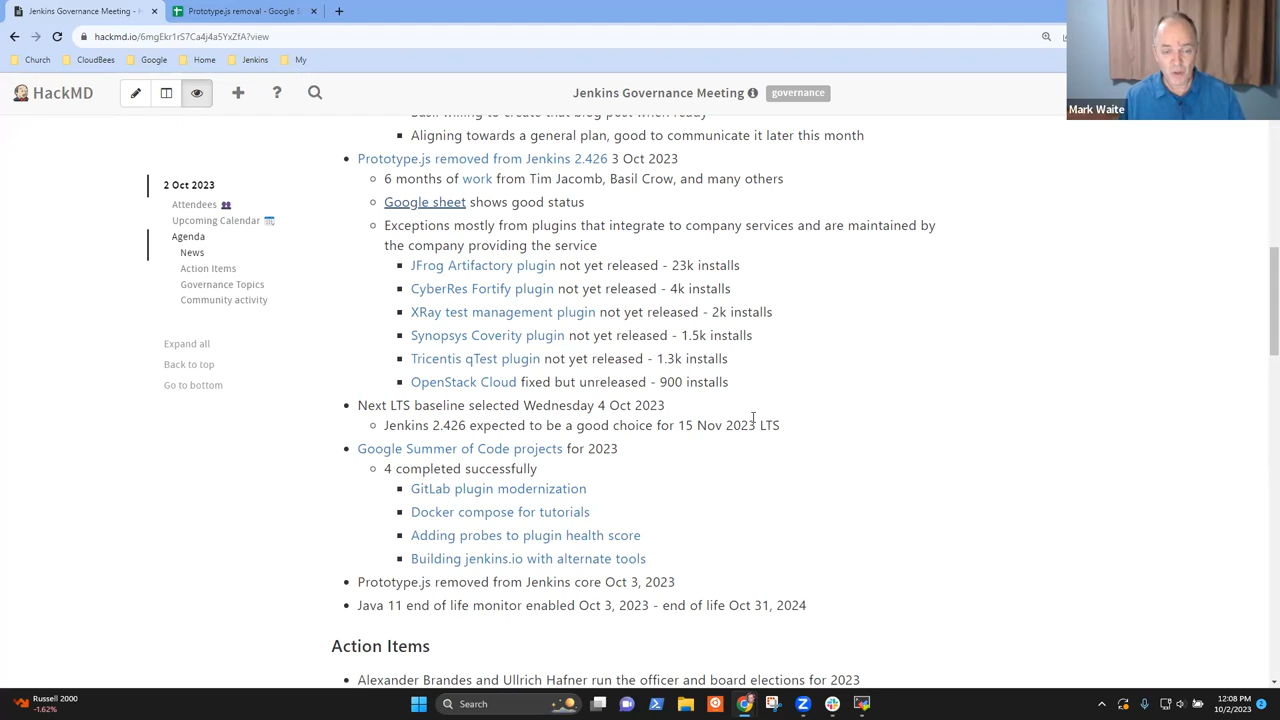 Jenkins Governance Meeting - H
Prototype.js removal - Google S
hackmd.io/6mgEkr1rS7Ca4j4a5YxZfA?view
Church
CloudBees
Google
Home
Jenkins
My
HackMD
Jenkins Governance Meeting
governance
Mark Waite
2 Oct 2023
Attendees
Upcoming Calendar
Agenda
News
Action Items
Governance Topics
Community activity
Expand all
Back to top
Go to bottom
Basil willing to create that blog post when ready
Aligning towards a general plan, good to communicate it later this month
Prototype.js removed from Jenkins 2.426 3 Oct 2023
6 months of work from Tim Jacomb, Basil Crow, and many others
Google sheet shows good status
Exceptions mostly from plugins that integrate to company services and are maintained by
the company providing the service
JFrog Artifactory plugin not yet released - 23k installs
CyberRes Fortify plugin not yet released - 4k installs
XRay test management plugin not yet released - 2k installs
Synopsys Coverity plugin not yet released - 1.5k installs
Tricentis qTest plugin not yet released - 1.3k installs
OpenStack Cloud fixed but unreleased - 900 installs
Next LTS baseline selected Wednesday 4 Oct 2023
Jenkins 2.426 expected to be a good choice for 15 Nov 2023 LTS
Google Summer of Code projects for 2023
4 completed successfully
GitLab plugin modernization
Docker compose for tutorials
Adding probes to plugin health score
Building jenkins.io with alternate tools
Prototype.js removed from Jenkins core Oct 3, 2023
Java 11 end of life monitor enabled Oct 3, 2023 - end of life Oct 31, 2024
Action Items
Alexander Brandes and Ullrich Hafner run the officer and board elections for 2023
Russell 2000
-1.62%
Search
12:08 PM
10/2/2023